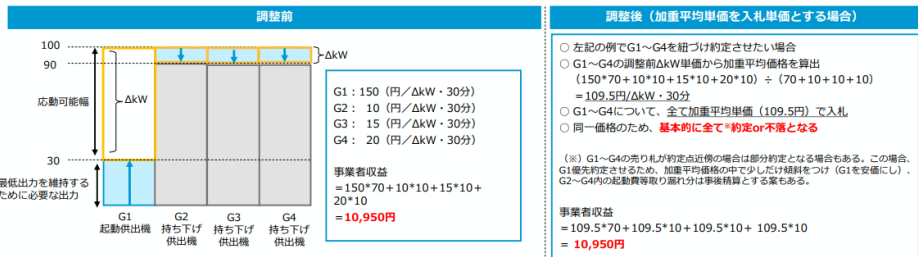 調整前
100
90
30
応動可能幅
ΔkW
ΔkW
最低出力を維持する
ために必要な出力
G1
起動供出機
G2
持ち下げ
供出機
G3
持ち下げ
供出機
G4
持ち下げ
供出機
G1：150（円／ΔkW・30分）
G2： 10（円／ΔkW・30分）
G3： 15（円／ΔkW・30分）
G4： 20（円／ΔkW・30分）
事業者収益
＝150*70＋10*10＋15*10＋
20*10
＝10,950円
調整後（加重平均単価を入札単価とする場合）
○ 左記の例でG1～G4を紐づけ約定させたい場合
○ G1～G4の調整前ΔkW単価から加重平均価格を算出
（150*70＋10*10＋15*10＋20*10）÷（70＋10＋10＋10）
＝109.5円/ΔkW・30分
○ G1～G4について、全て加重平均単価（109.5円）で入札
○ 同一価格のため、基本的に全て※約定or不落となる
（※）G1～G4の売り札が約定点近傍の場合は部分約定となる場合もある。この場合、
G1優先約定させるため、加重平均価格の中で少しだけ傾斜をつけ（G1を安価にし）、
G2～G4内の起動費等取り漏れ分は事後精算とする案もある。
事業者収益
＝109.5*70＋109.5*10＋109.5*10＋ 109.5*10
＝ 10,950円